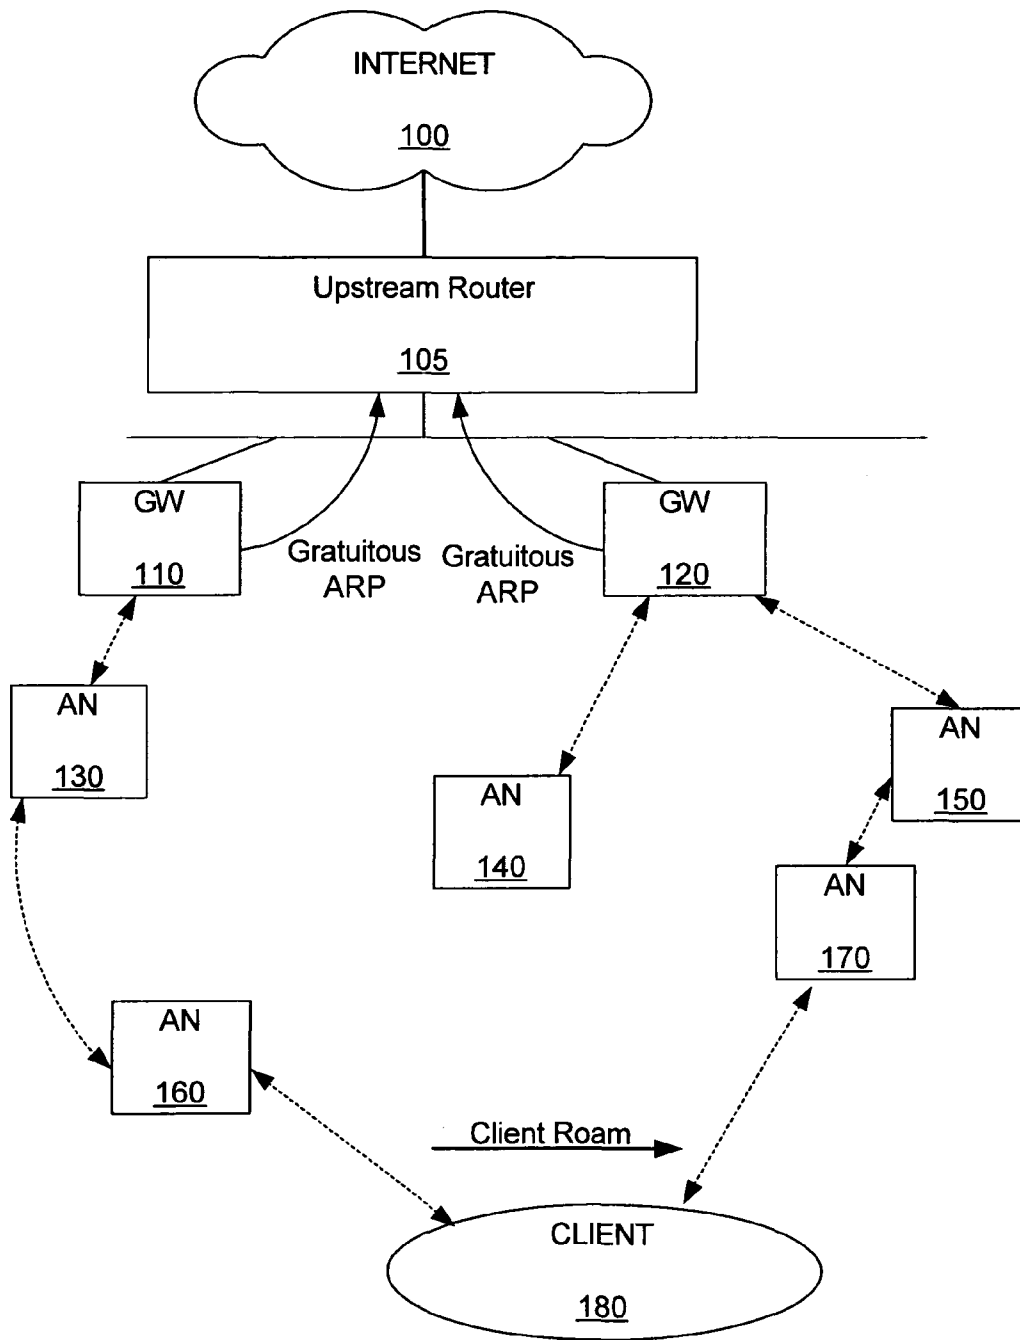 INTERNET
100
Upstream Router
105
GW
110
Gratuitous
ARP
Gratuitous
ARP
GW
120
AN
130
AN
140
AN
150
AN
170
AN
160
Client Roam
CLIENT
180